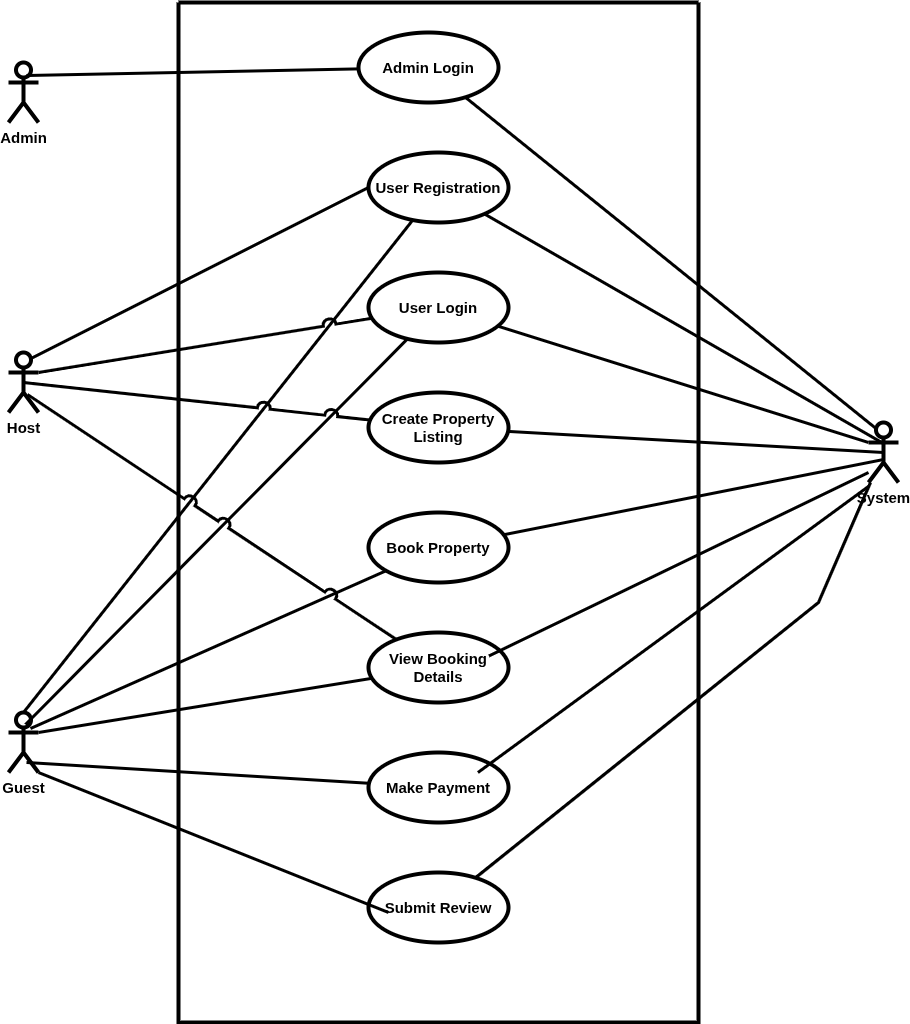 Admin Login
Admin
User Registration
User Login
Host
Create Property
Listing
System
Book Property
View Booking
Details
Guest
Make Payment
Submit Review